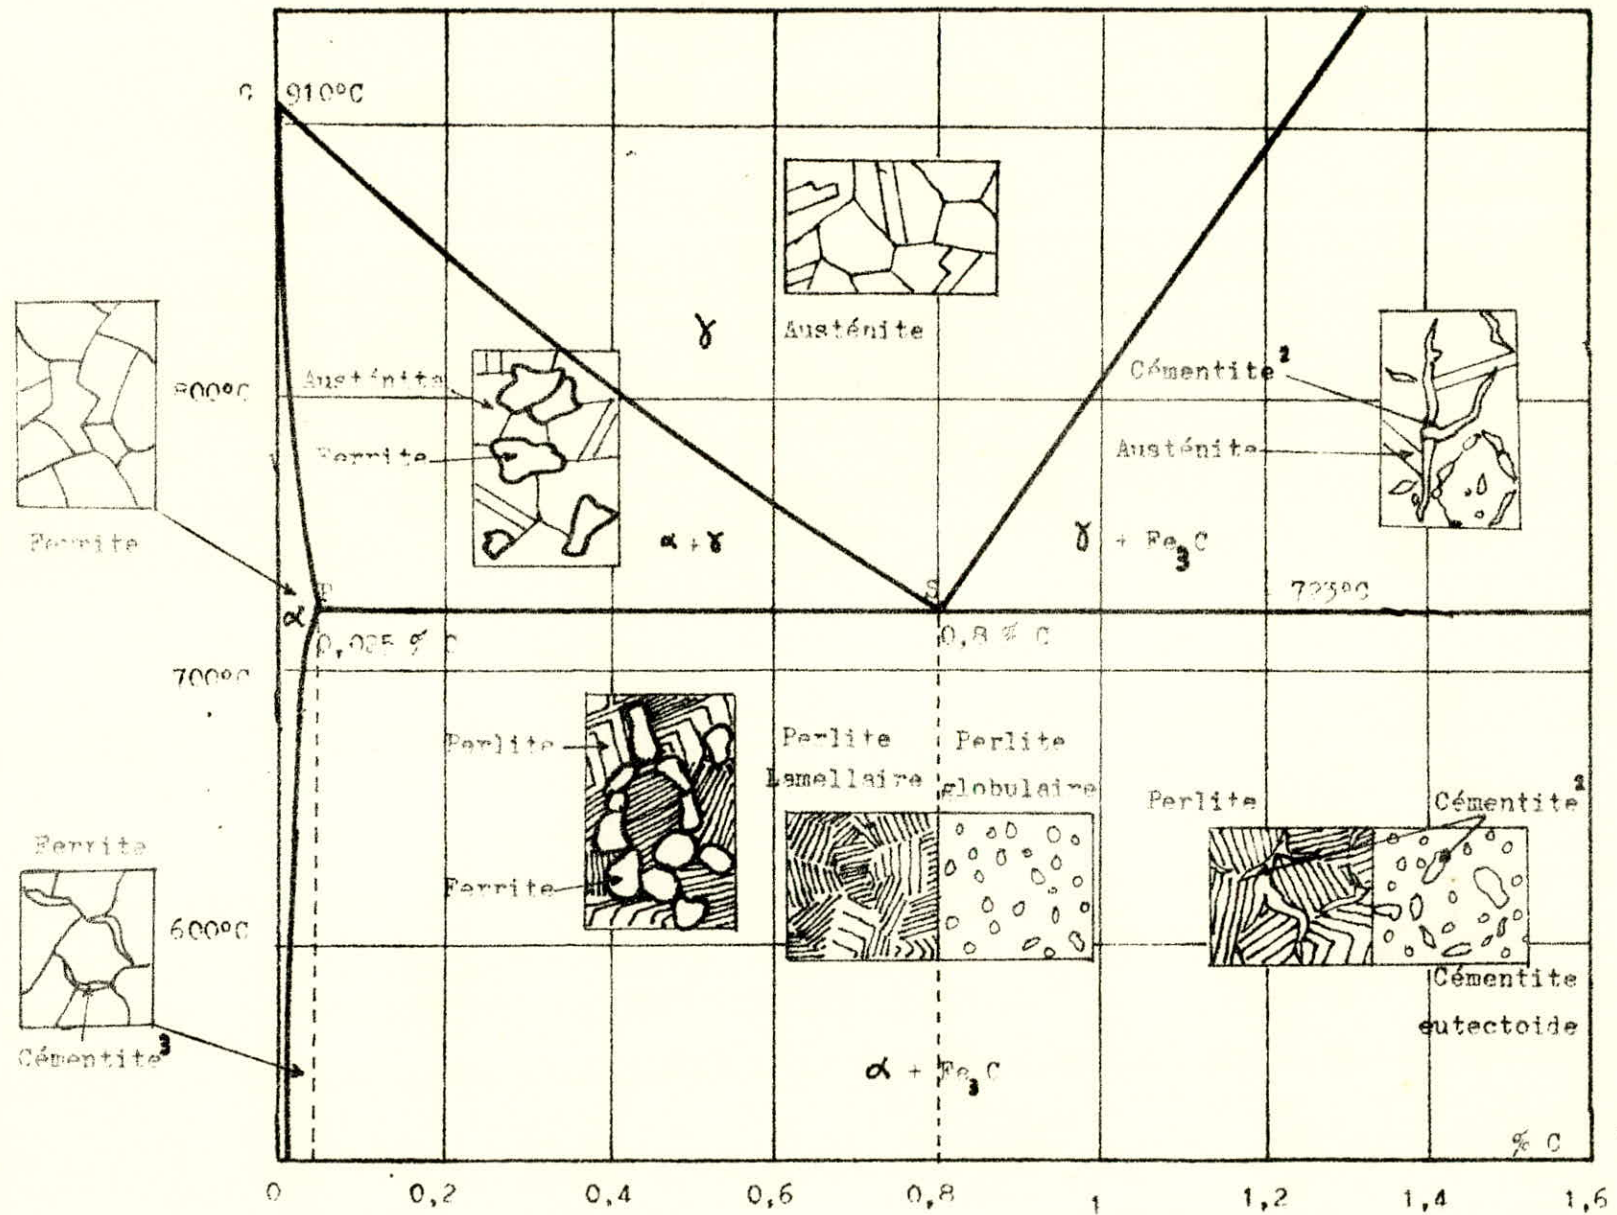 910°C
Austénite
γ
Austénite
Ferrite
α + γ
800°C
Ferrite
Cémentite²
Austénite
γ + Fe₃C
723°C
S
α
0,025 % C
0,8 % C
700°C
Perlite
Ferrite
Perlite
Lamellaire
Perlite
globulaire
Perlite
Cémentite²
Cémentite
eutectoide
600°C
Ferrite
Cémentite³
α + Fe₃C
% C
0
0,2
0,4
0,6
0,8
1
1,2
1,4
1,6